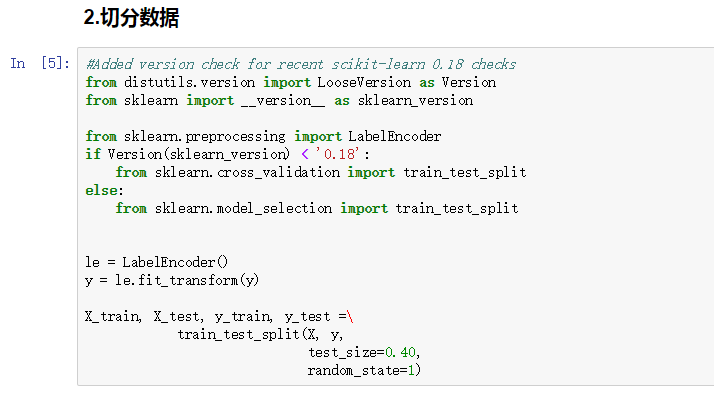 2.切分数据
In [5]:
#Added version check for recent scikit-learn 0.18 checks
from distutils.version import LooseVersion as Version
from sklearn import __version__ as sklearn_version
from sklearn.preprocessing import LabelEncoder
if Version(sklearn_version) < '0.18':
    from sklearn.cross_validation import train_test_split
else:
    from sklearn.model_selection import train_test_split
le = LabelEncoder()
y = le.fit_transform(y)
X_train, X_test, y_train, y_test =\
            train_test_split(X, y,
                             test_size=0.40,
                             random_state=1)